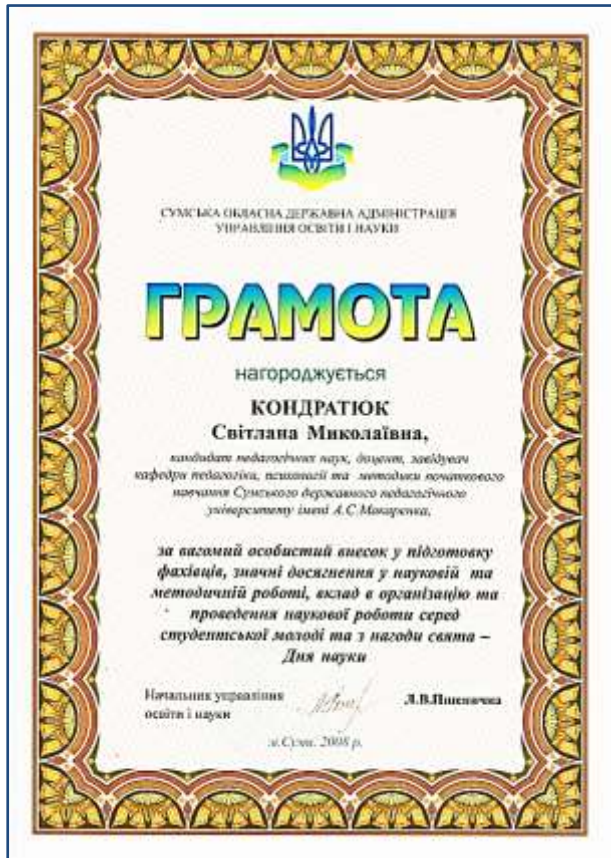 СУМСЬКА ОБЛАСНА ДЕРЖАВНА АДМІНІСТРАЦІЯ
УПРАВЛІННЯ ОСВІТИ І НАУКИ
ГРАМОТА
нагороджується
КОНДРАТЮК
Світлана Миколаївна,
кандидат педагогічних наук, доцент, завідувач
кафедри педагогіки, психології та методики початкового
навчання Сумського державного педагогічного
університету імені А.С.Макаренка,
за вагомий особистий внесок у підготовку
фахівців, значні досягнення у науковій та
методичній роботі, вклад в організацію та
проведення наукової роботи серед
студентської молоді та з нагоди свята –
Дня науки
Начальник управління
освіти і науки
Л.В.Пшенична
м.Суми, 2008 р.